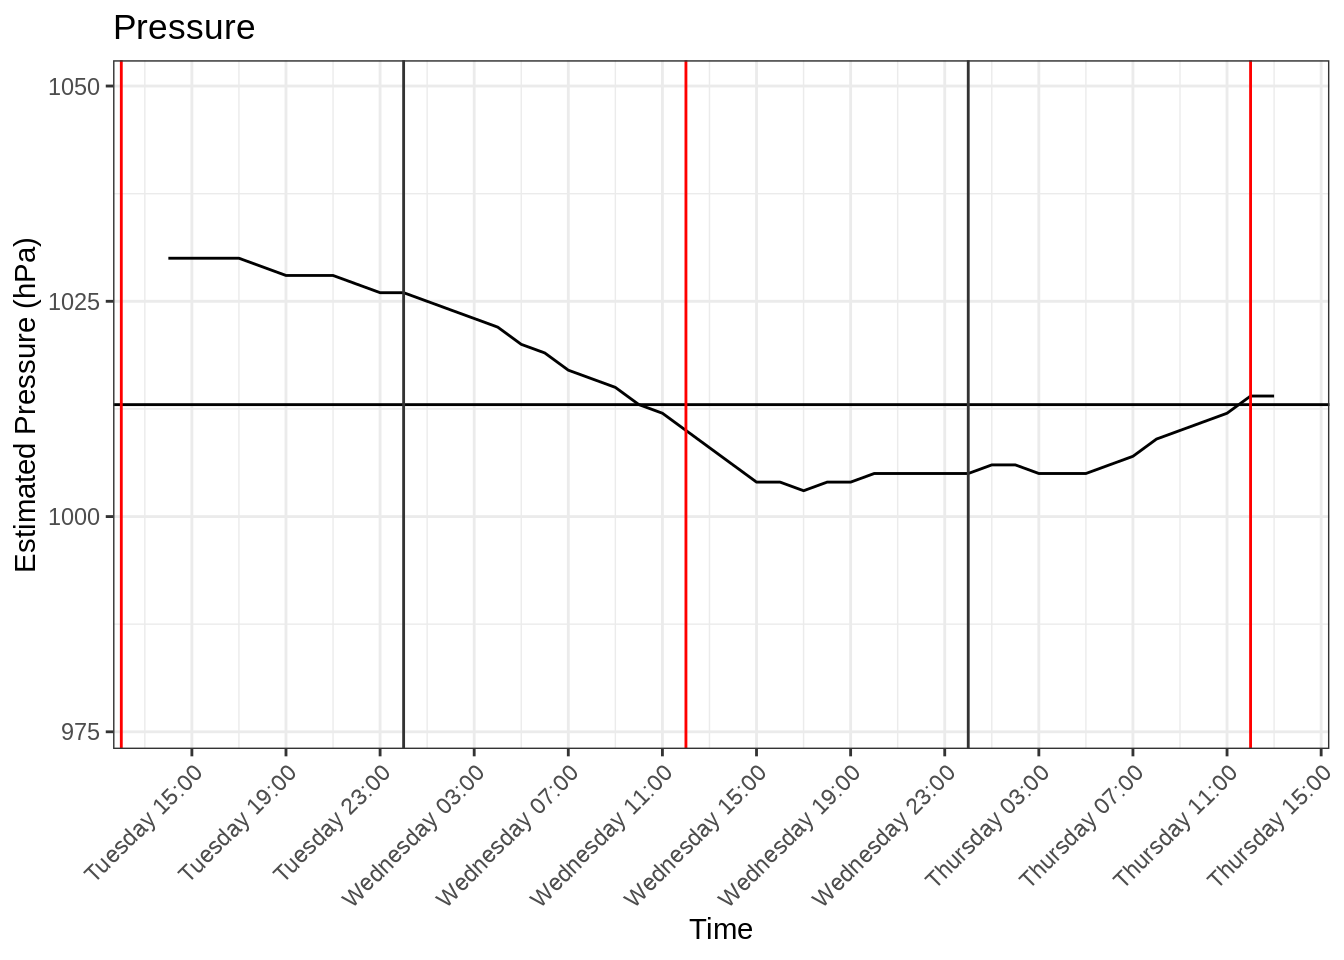 Pressure
Estimated Pressure (hPa)
1050
1025
1000
975
Tuesday 15:00
Tuesday 19:00
Tuesday 23:00
Wednesday 03:00
Wednesday 07:00
Wednesday 11:00
Wednesday 15:00
Wednesday 19:00
Wednesday 23:00
Thursday 03:00
Thursday 07:00
Thursday 11:00
Thursday 15:00
Time